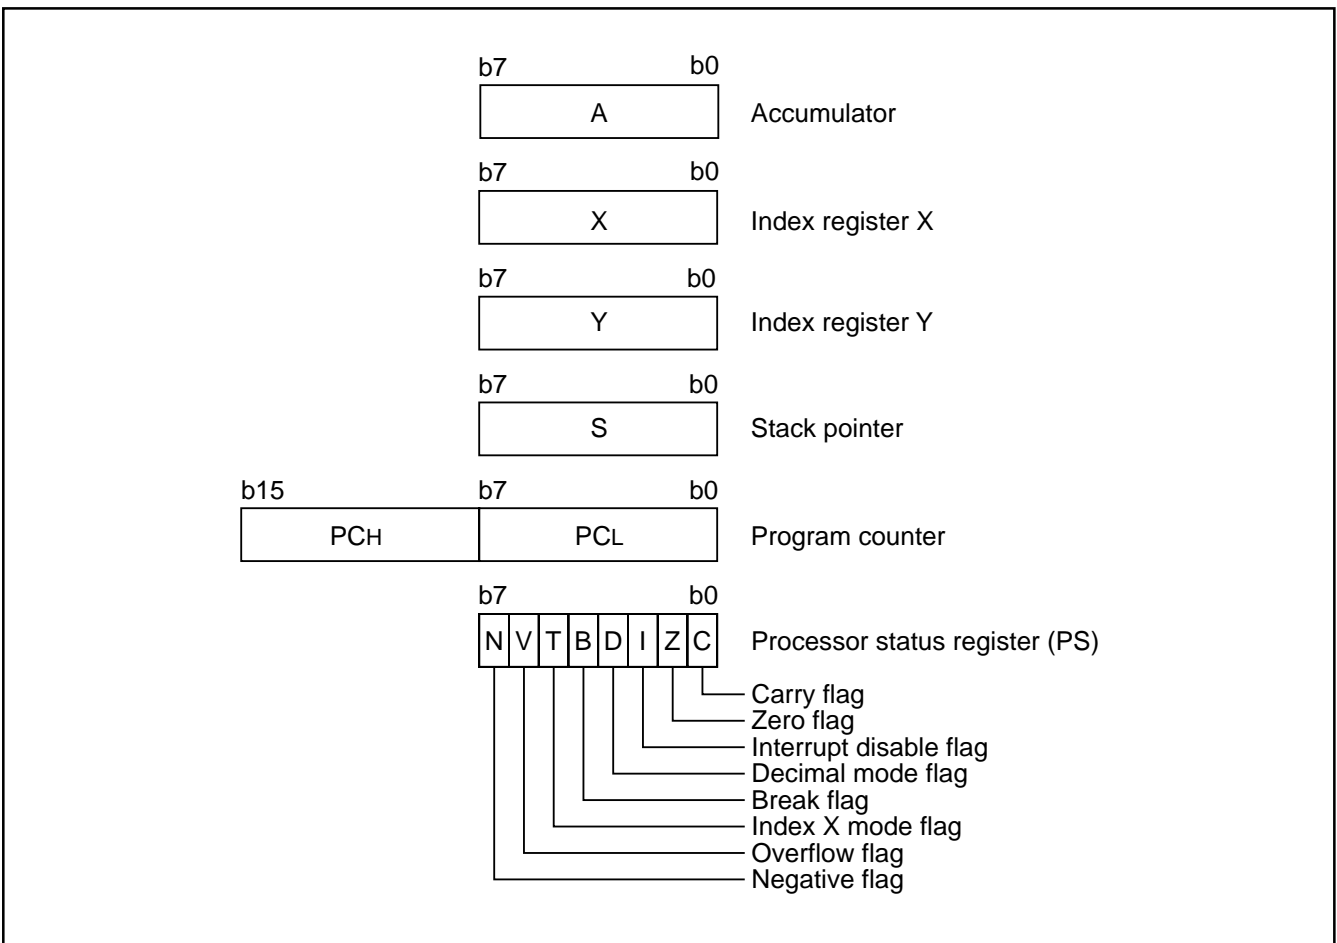 b7 b0
A Accumulator
b7 b0
X Index register X
b7 b0
Y Index register Y
b7 b0
S Stack pointer
b15 b7 b0
PCH PCL Program counter
b7 b0
N V T B D I Z C Processor status register (PS)
Carry flag
Zero flag
Interrupt disable flag
Decimal mode flag
Break flag
Index X mode flag
Overflow flag
Negative flag